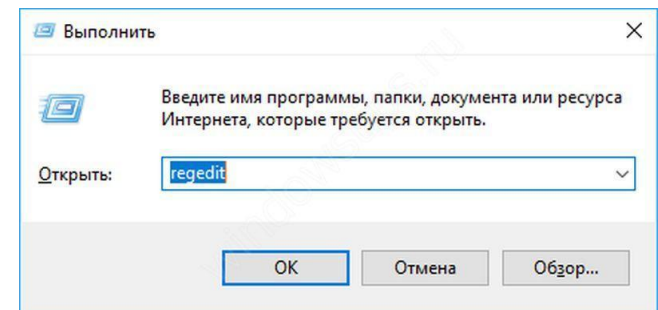 Выполнить
Введите имя программы, папки, документа или ресурса
Интернета, которые требуется открыть.
Открыть:
regedit
ОК
Отмена
Обзор...